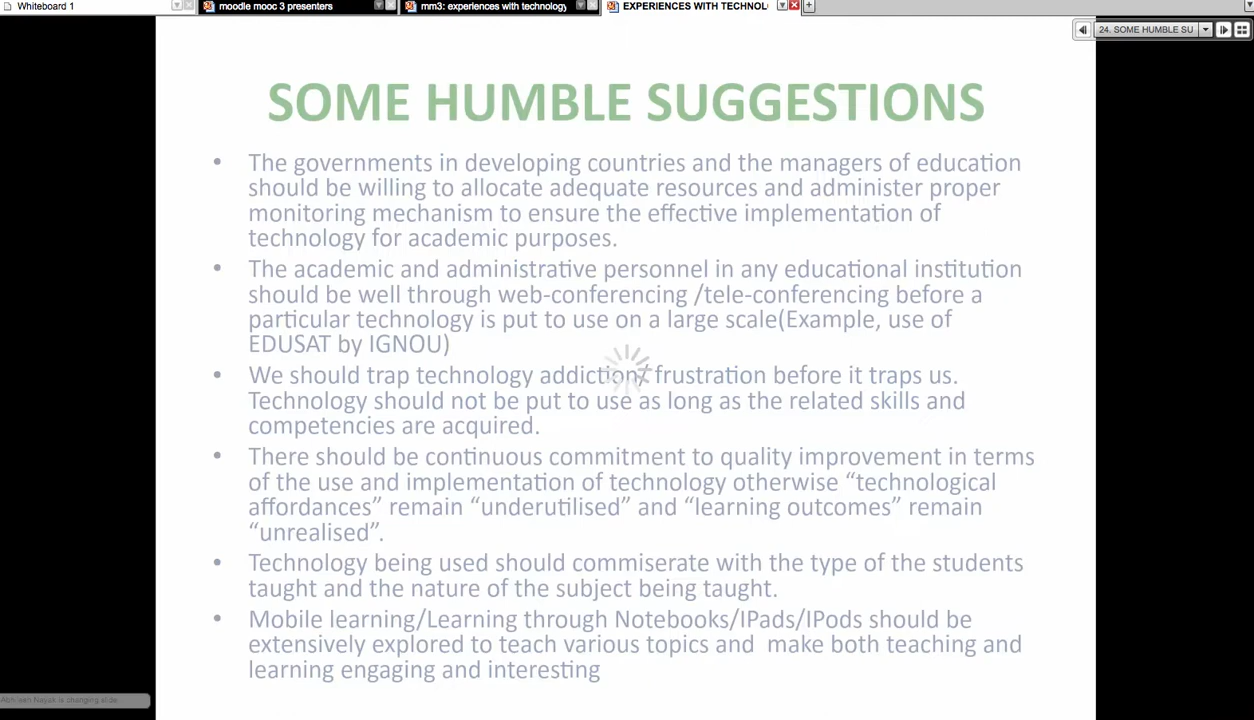 Whiteboard 1
moodle mooc 3 presenters
mm3: experiences with technology
EXPERIENCES WITH TECHNOL
24. SOME HUMBLE SU
SOME HUMBLE SUGGESTIONS
• The governments in developing countries and the managers of education
should be willing to allocate adequate resources and administer proper
monitoring mechanism to ensure the effective implementation of
technology for academic purposes.
• The academic and administrative personnel in any educational institution
should be well through web-conferencing /tele-conferencing before a
particular technology is put to use on a large scale(Example, use of
EDUSAT by IGNOU)
• We should trap technology addiction/ frustration before it traps us.
Technology should not be put to use as long as the related skills and
competencies are acquired.
• There should be continuous commitment to quality improvement in terms
of the use and implementation of technology otherwise “technological
affordances” remain “underutilised” and “learning outcomes” remain
“unrealised”.
• Technology being used should commiserate with the type of the students
taught and the nature of the subject being taught.
• Mobile learning/Learning through Notebooks/IPads/IPods should be
extensively explored to teach various topics and make both teaching and
learning engaging and interesting
is changing slide